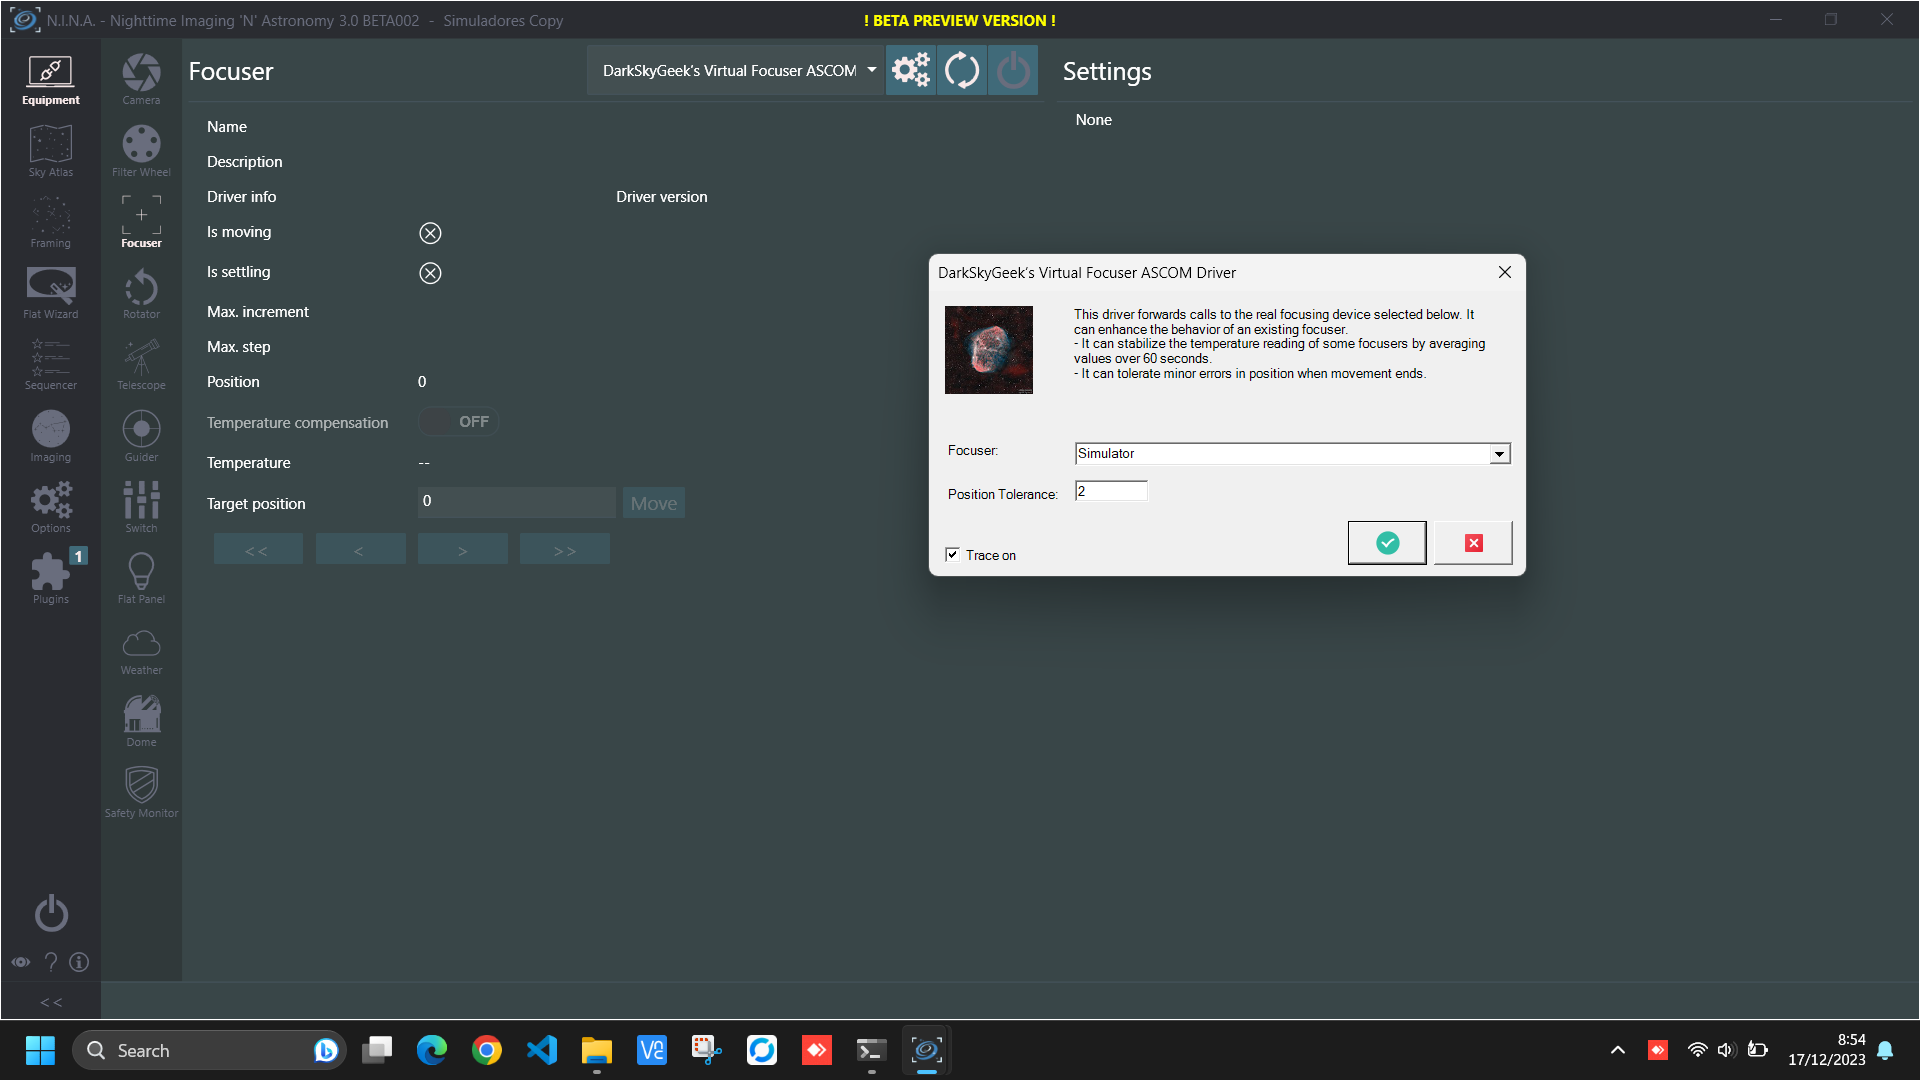 N.I.N.A. - Nighttime Imaging 'N' Astronomy 3.0 BETA002 - Simuladores Copy
! BETA PREVIEW VERSION !
Equipment
Sky Atlas
Framing
Flat Wizard
Sequencer
Imaging
Options
1
Plugins
<<
Camera
Filter Wheel
Focuser
Rotator
Telescope
Guider
Switch
Flat Panel
Weather
Dome
Safety Monitor
Focuser
DarkSkyGeek's Virtual Focuser ASCOM
Name
Description
Driver info
Driver version
Is moving
Is settling
Max. increment
Max. step
Position 0
Temperature compensation OFF
Temperature --
Target position 0 Move
<< < > >>
Settings
None
DarkSkyGeek's Virtual Focuser ASCOM Driver
This driver forwards calls to the real focusing device selected below. It
can enhance the behavior of an existing focuser.
- It can stabilize the temperature reading of some focusers by averaging
values over 60 seconds.
- It can tolerate minor errors in position when movement ends.
Focuser: Simulator
Position Tolerance: 2
Trace on
Search
8:54
17/12/2023